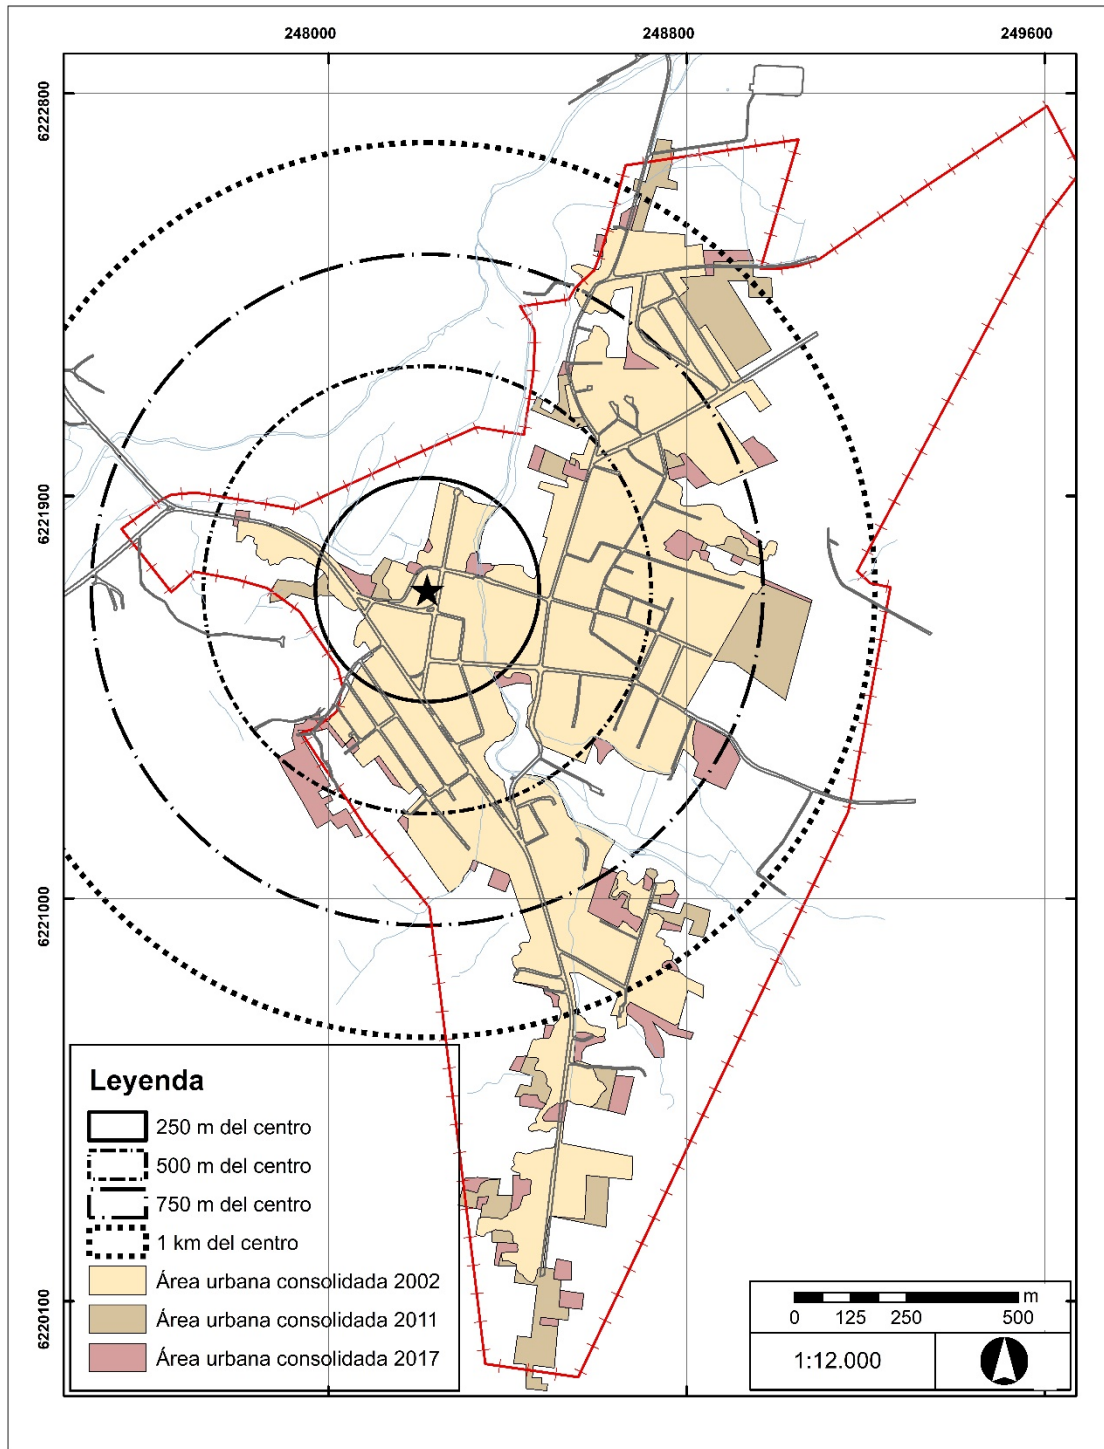 248000 248800 249600
6222800
6221900
6221000
6220100
Leyenda
250 m del centro
500 m del centro
750 m del centro
1 km del centro
Área urbana consolidada 2002
Área urbana consolidada 2011
Área urbana consolidada 2017
m
0 125 250 500
1:12.000